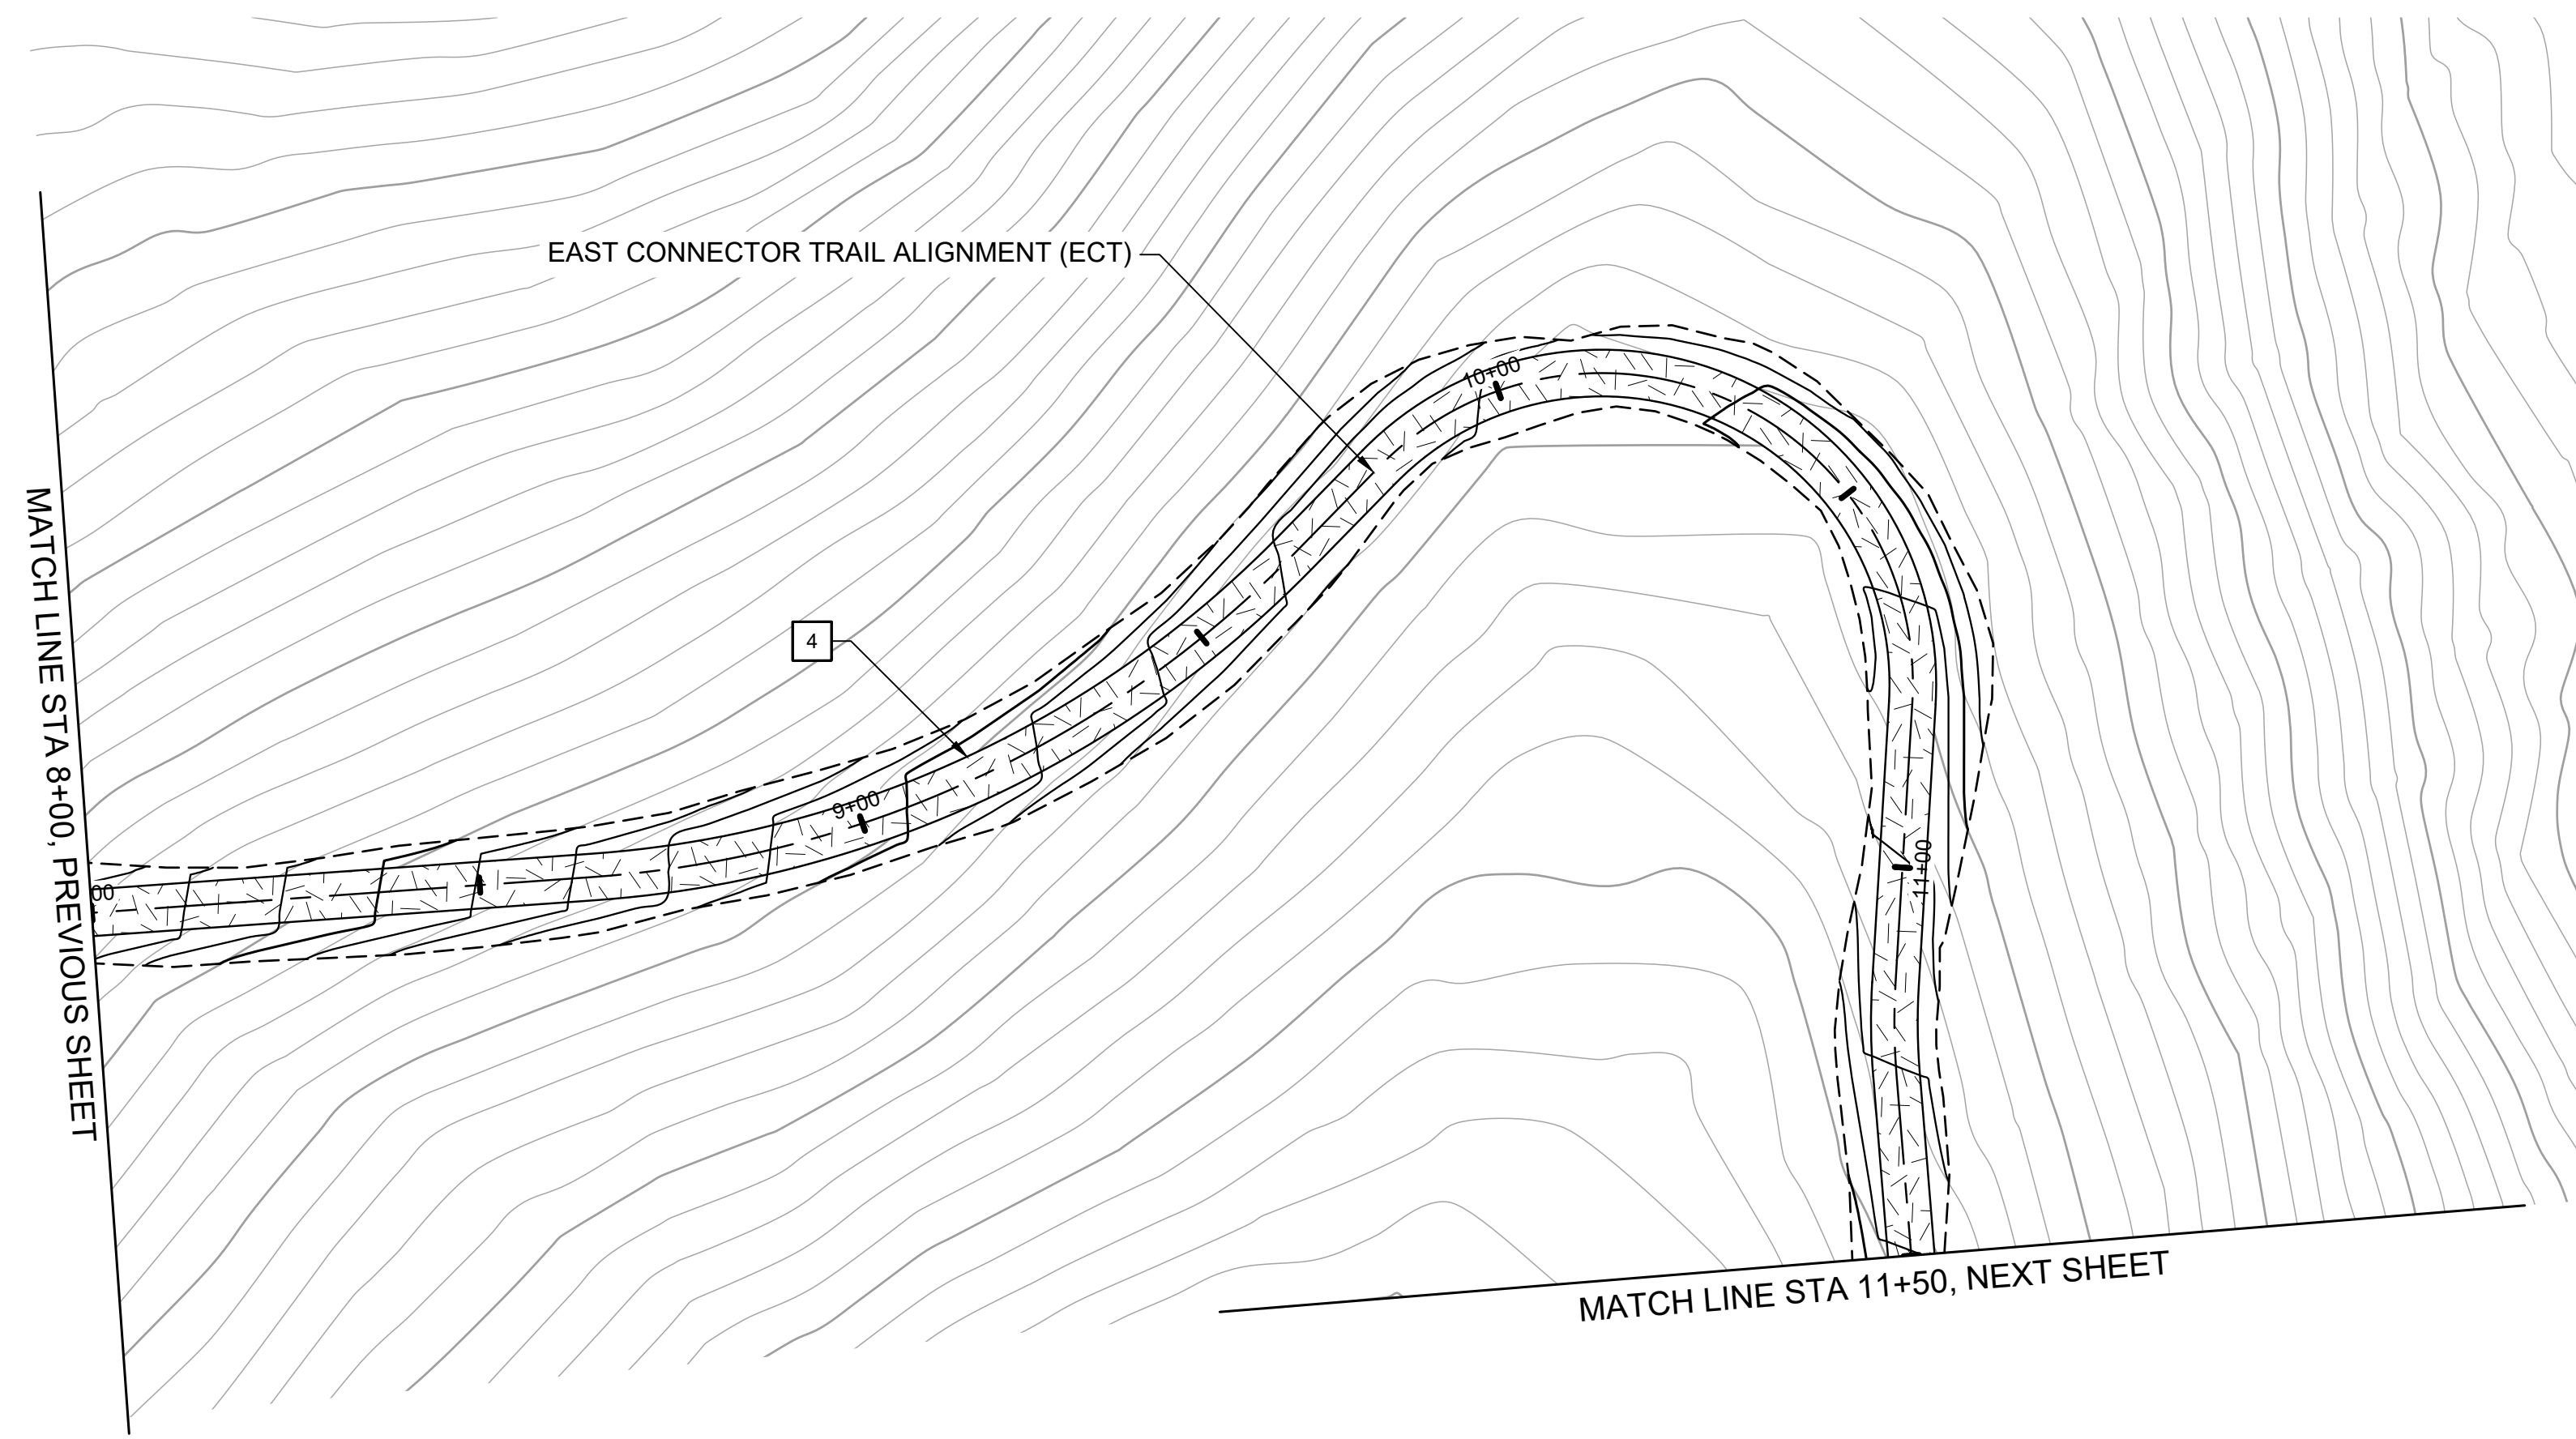 EAST CONNECTOR TRAIL ALIGNMENT (ECT)
10+00
MATCH LINE STA 8+00, PREVIOUS SHEET
4
9+00
00
11+00
MATCH LINE STA 11+50, NEXT SHEET